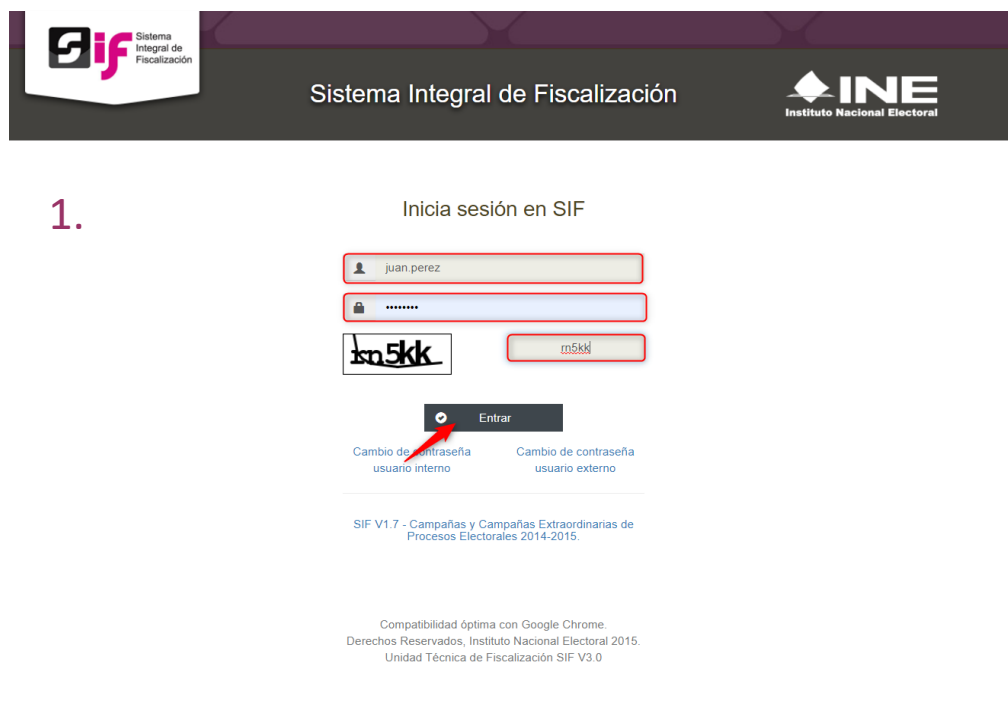 Sif
Sistema
Integral de
Fiscalización
Sistema Integral de Fiscalización
INE
Instituto Nacional Electoral
1.
Inicia sesión en SIF
juan.perez
••••••••
5kk
rn5kk
Entrar
Cambio de contraseña
usuario interno
Cambio de contraseña
usuario externo
SIF V1.7 - Campañas y Campañas Extraordinarias de
Procesos Electorales 2014-2015.
Compatibilidad óptima con Google Chrome.
Derechos Reservados, Instituto Nacional Electoral 2015.
Unidad Técnica de Fiscalización SIF V3.0